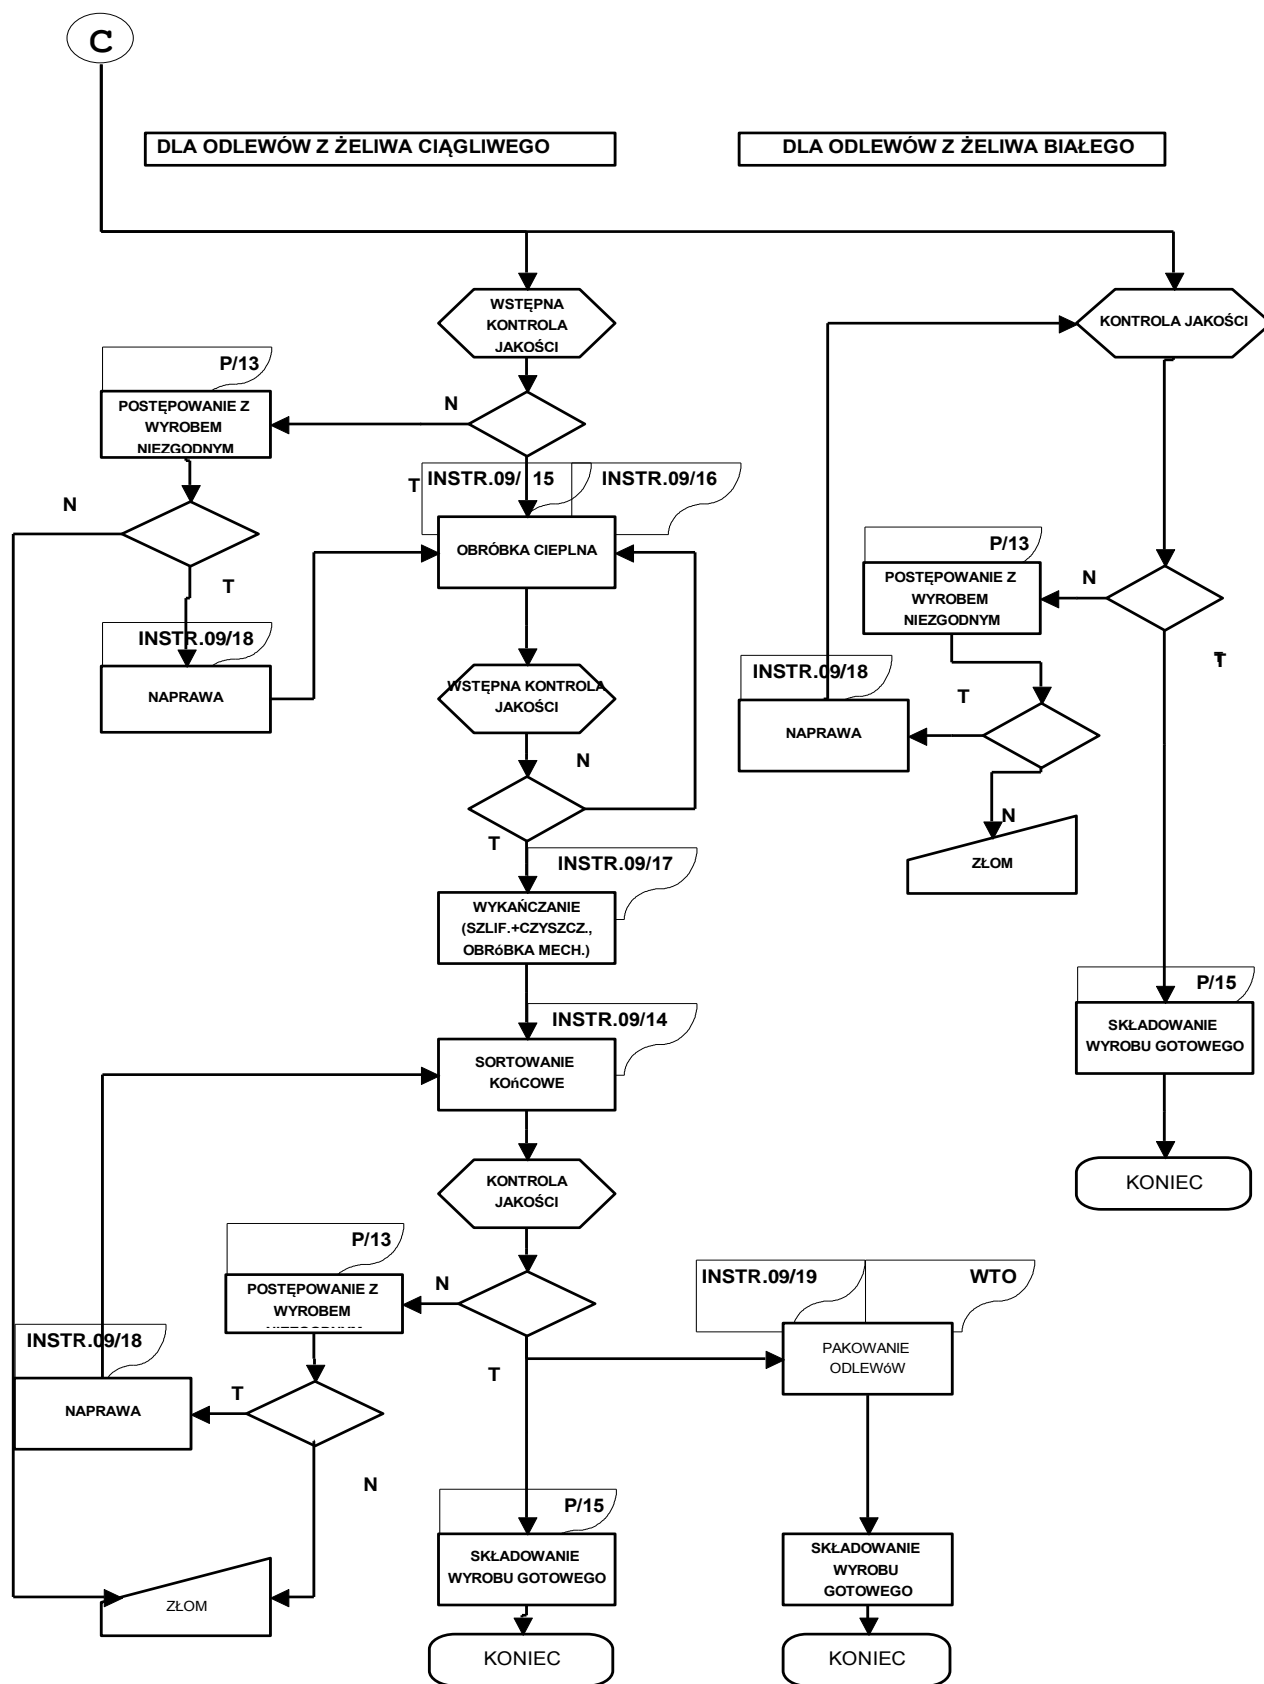 C
DLA ODLEWÓW Z ŻELIWA CIĄGLIWEGO
DLA ODLEWÓW Z ŻELIWA BIAŁEGO
WSTĘPNA
KONTROLA
JAKOŚCI
KONTROLA JAKOŚCI
P/13
POSTĘPOWANIE Z
WYROBEM
NIEZGODNYM
N
T
INSTR.09/ 15
INSTR.09/16
OBRÓBKA CIEPLNA
N
T
INSTR.09/18
NAPRAWA
P/13
POSTĘPOWANIE Z
WYROBEM
NIEZGODNYM
N
T
INSTR.09/18
NAPRAWA
T
N
ZŁOM
WSTĘPNA KONTROLA
JAKOŚCI
N
T
INSTR.09/17
WYKAŃCZANIE
(SZLIF.+CZYSZCZ.,
OBRóBKA MECH.)
INSTR.09/14
SORTOWANIE
KOńCOWE
P/15
SKŁADOWANIE
WYROBU GOTOWEGO
KONIEC
KONTROLA
JAKOŚCI
P/13
POSTĘPOWANIE Z
WYROBEM
N
T
INSTR.09/18
NAPRAWA
T
N
INSTR.09/19
WTO
PAKOWANIE
ODLEWóW
P/15
SKŁADOWANIE
WYROBU GOTOWEGO
SKŁADOWANIE
WYROBU
GOTOWEGO
ZŁOM
KONIEC
KONIEC